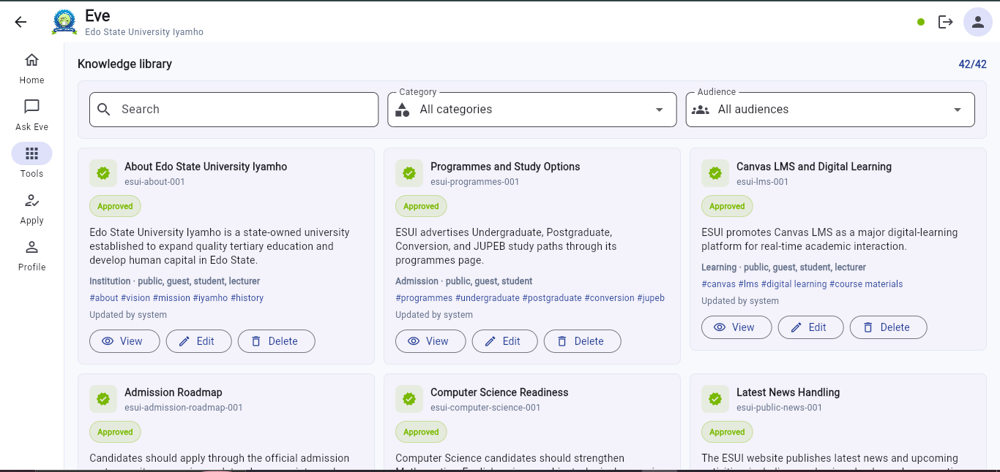 Eve
Edo State University Iyamho
Home
Ask Eve
Tools
Apply
Profile
Knowledge library
42/42
Search
Category
All categories
Audience
All audiences
About Edo State University Iyamho
esui-about-001
Approved
Edo State University Iyamho is a state-owned university
established to expand quality tertiary education and
develop human capital in Edo State.
Institution · public, guest, student, lecturer
#about #vision #mission #iyamho #history
Updated by system
View
Edit
Delete
Programmes and Study Options
esui-programmes-001
Approved
ESUI advertises Undergraduate, Postgraduate,
Conversion, and JUPEB study paths through its
programmes page.
Admission · public, guest, student
#programmes #undergraduate #postgraduate #conversion #jupeb
Updated by system
View
Edit
Delete
Canvas LMS and Digital Learning
esui-lms-001
Approved
ESUI promotes Canvas LMS as a major digital-learning
platform for real-time academic interaction.
Learning · public, guest, student, lecturer
#canvas #lms #digital learning #course materials
Updated by system
View
Edit
Delete
Admission Roadmap
esui-admission-roadmap-001
Approved
Candidates should apply through the official admission
Computer Science Readiness
esui-computer-science-001
Approved
Computer Science candidates should strengthen
Latest News Handling
esui-public-news-001
Approved
The ESUI website publishes latest news and upcoming